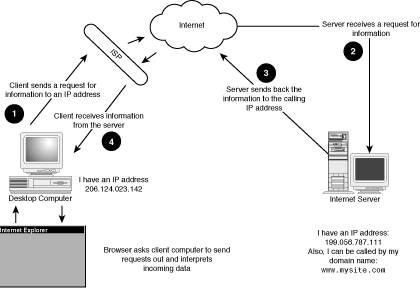 Internet
Server receives a request for
information
2
ISP
Client sends a request for
information to an IP address
1
3
Server sends back the
information to the calling
IP address
Client receives information
from the server
4
I have an IP address
206.124.023.142
Desktop Computer
Internet Server
Internet Explorer
Browser asks client computer to send
requests out and interprets
incoming data
I have an IP address:
199.056.787.111
Also, I can be called by my
domain name:
www.mysite.com